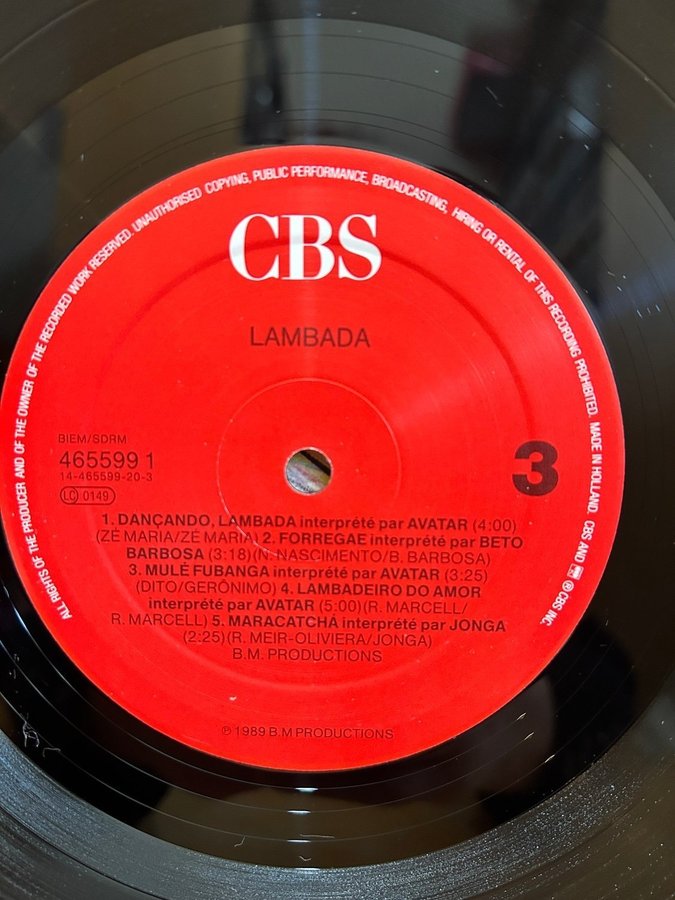 ALL RIGHTS OF THE PRODUCER AND OF THE OWNER OF THE RECORDED WORK RESERVED. UNAUTHORISED COPYING, PUBLIC PERFORMANCE, BROADCASTING, HIRING OR RENTAL OF THIS RECORDING PROHIBITED. MADE IN HOLLAND. CBS AND ℗ CBS INC.
CBS
LAMBADA
BIEM/SDRM
465599 1
14-465599-20-3
LC 0149
3
1. DANÇANDO, LAMBADA interprété par AVATAR (4:00)
(ZÉ MARIA/ZÉ MARIA) 2. FORREGAE interprété par BETO
BARBOSA (3:18)(N. NASCIMENTO/B. BARBOSA)
3. MULÉ FUBANGA interprété par AVATAR (3:25)
(DITO/GERÔNIMO) 4. LAMBADEIRO DO AMOR
interprété par AVATAR (5:00)(R. MARCELL/
R. MARCELL) 5. MARACATCHÁ interprété par JONGA
(2:25)(R. MEIR-OLIVIERA/JONGA)
B.M. PRODUCTIONS
℗ 1989 B.M PRODUCTIONS